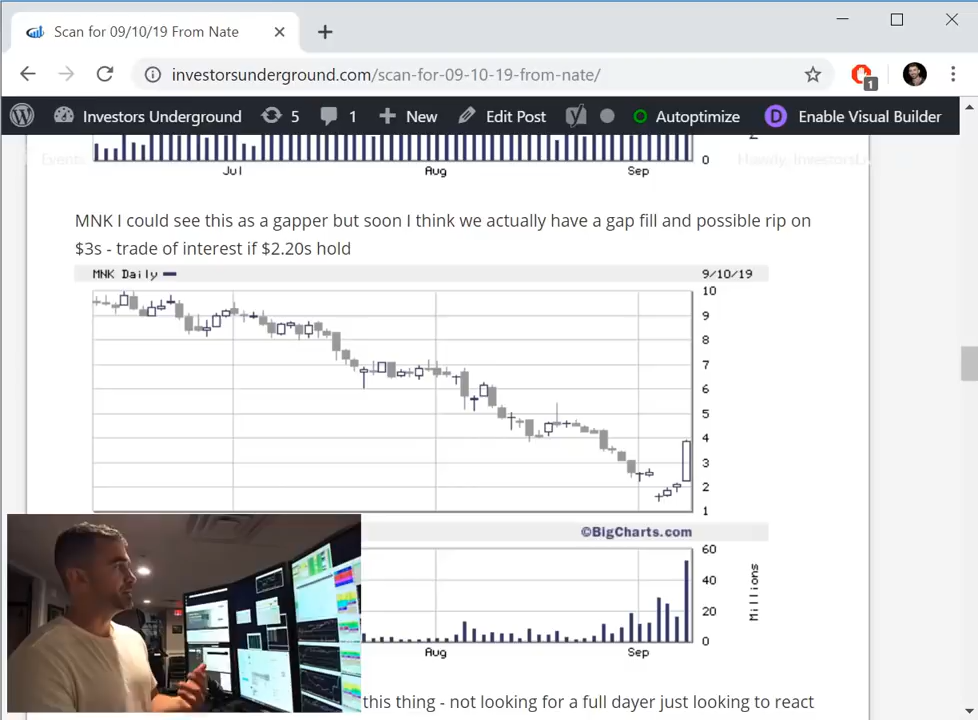 Scan for 09/10/19 From Nate
investorsunderground.com/scan-for-09-10-19-from-nate/
1
Investors Underground 5 1 New Edit Post Autoptimize D Enable Visual Builder
Events
Howdy, InvestorsLi
0
Jul Aug Sep
MNK I could see this as a gapper but soon I think we actually have a gap fill and possible rip on
$3s - trade of interest if $2.20s hold
MNK Daily 9/10/19
10
9
8
7
6
5
4
3
2
1
©BigCharts.com
60
40
20
0
Millions
Aug Sep
this thing - not looking for a full dayer just looking to react